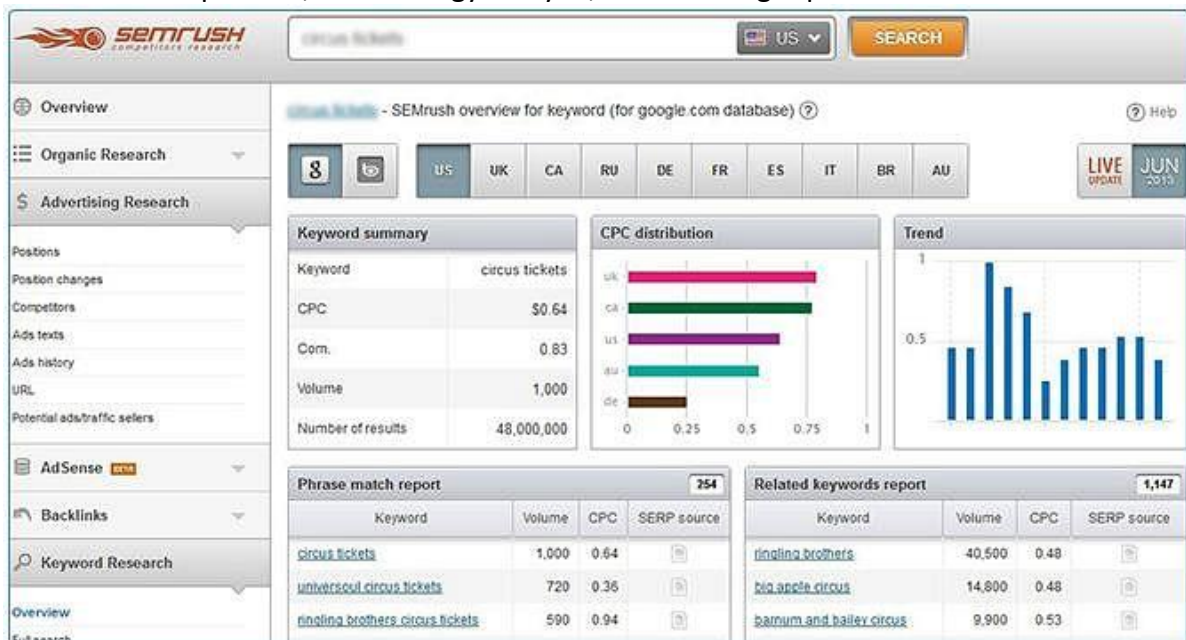 SEMRUSH
competitors research
US
SEARCH
- SEMrush overview for keyword (for google.com database) (?)
Help
Overview
Organic Research
$ Advertising Research
Positions
Position changes
Competitors
Ads texts
Ads history
URL
Potential ads/traffic sellers
AdSense BETA
Backlinks
Keyword Research
Overview
Full search
US UK CA RU DE FR ES IT BR AU
LIVE UPDATE
JUN 2013
Keyword summary
Keyword circus tickets
CPC $0.64
Com. 0.83
Volume 1,000
Number of results 48,000,000
CPC distribution
uk
ca
us
au
de
0 0.25 0.5 0.75 1
Trend
1
0.5
Phrase match report 254
Keyword Volume CPC SERP source
circus tickets 1,000 0.64
universoul circus tickets 720 0.36
ringling brothers circus tickets 590 0.94
Related keywords report 1,147
Keyword Volume CPC SERP source
ringling brothers 40,500 0.48
big apple circus 14,800 0.48
barnum and bailey circus 9,900 0.53